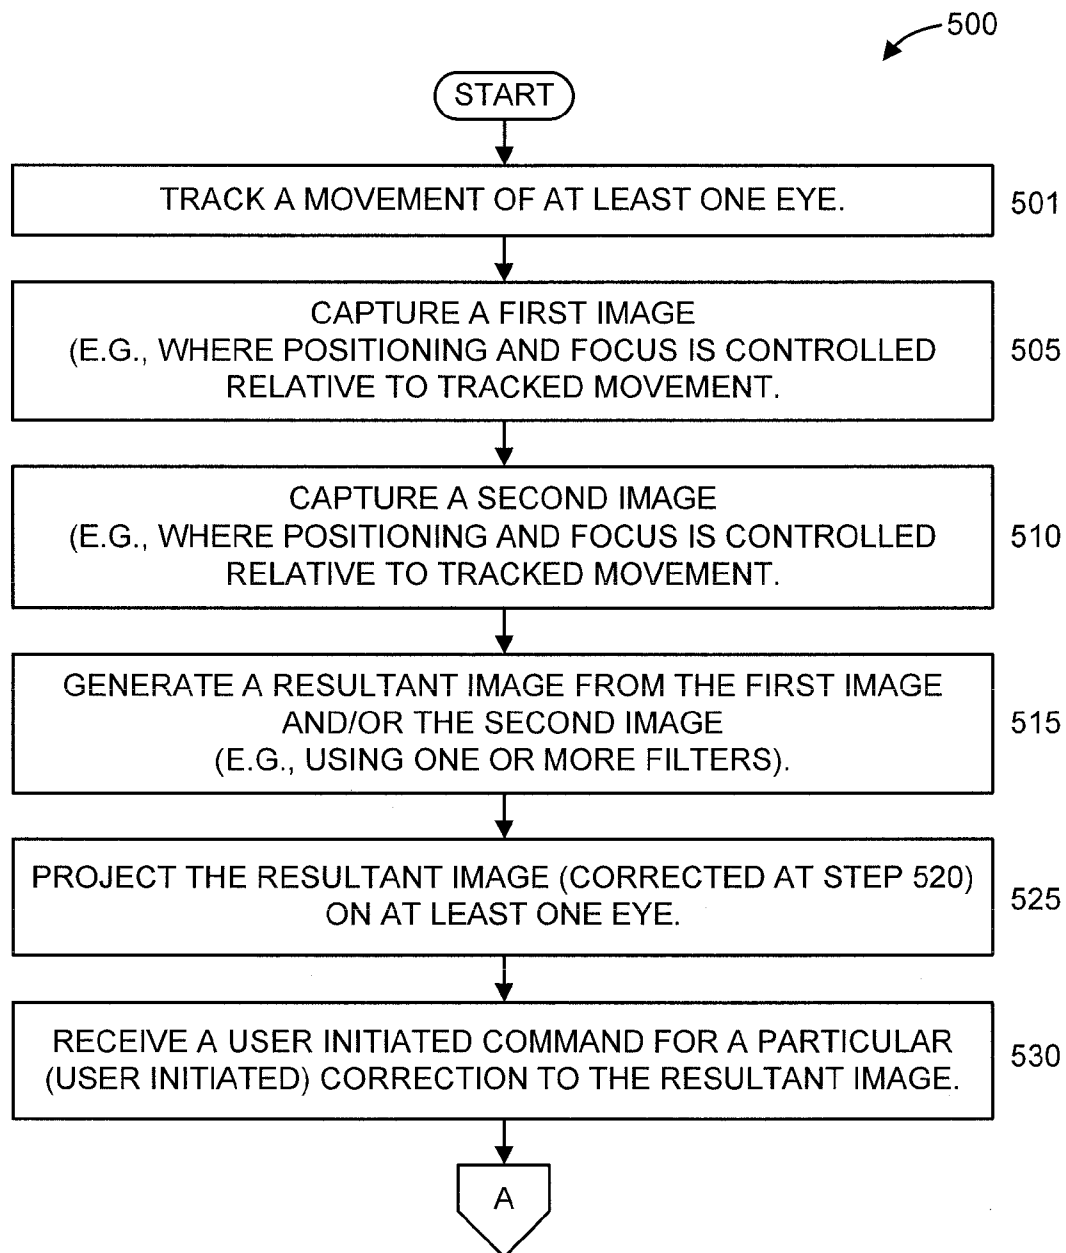 500
START
TRACK A MOVEMENT OF AT LEAST ONE EYE.
501
CAPTURE A FIRST IMAGE
(E.G., WHERE POSITIONING AND FOCUS IS CONTROLLED
RELATIVE TO TRACKED MOVEMENT.
505
CAPTURE A SECOND IMAGE
(E.G., WHERE POSITIONING AND FOCUS IS CONTROLLED
RELATIVE TO TRACKED MOVEMENT.
510
GENERATE A RESULTANT IMAGE FROM THE FIRST IMAGE
AND/OR THE SECOND IMAGE
(E.G., USING ONE OR MORE FILTERS).
515
PROJECT THE RESULTANT IMAGE (CORRECTED AT STEP 520)
ON AT LEAST ONE EYE.
525
RECEIVE A USER INITIATED COMMAND FOR A PARTICULAR
(USER INITIATED) CORRECTION TO THE RESULTANT IMAGE.
530
A